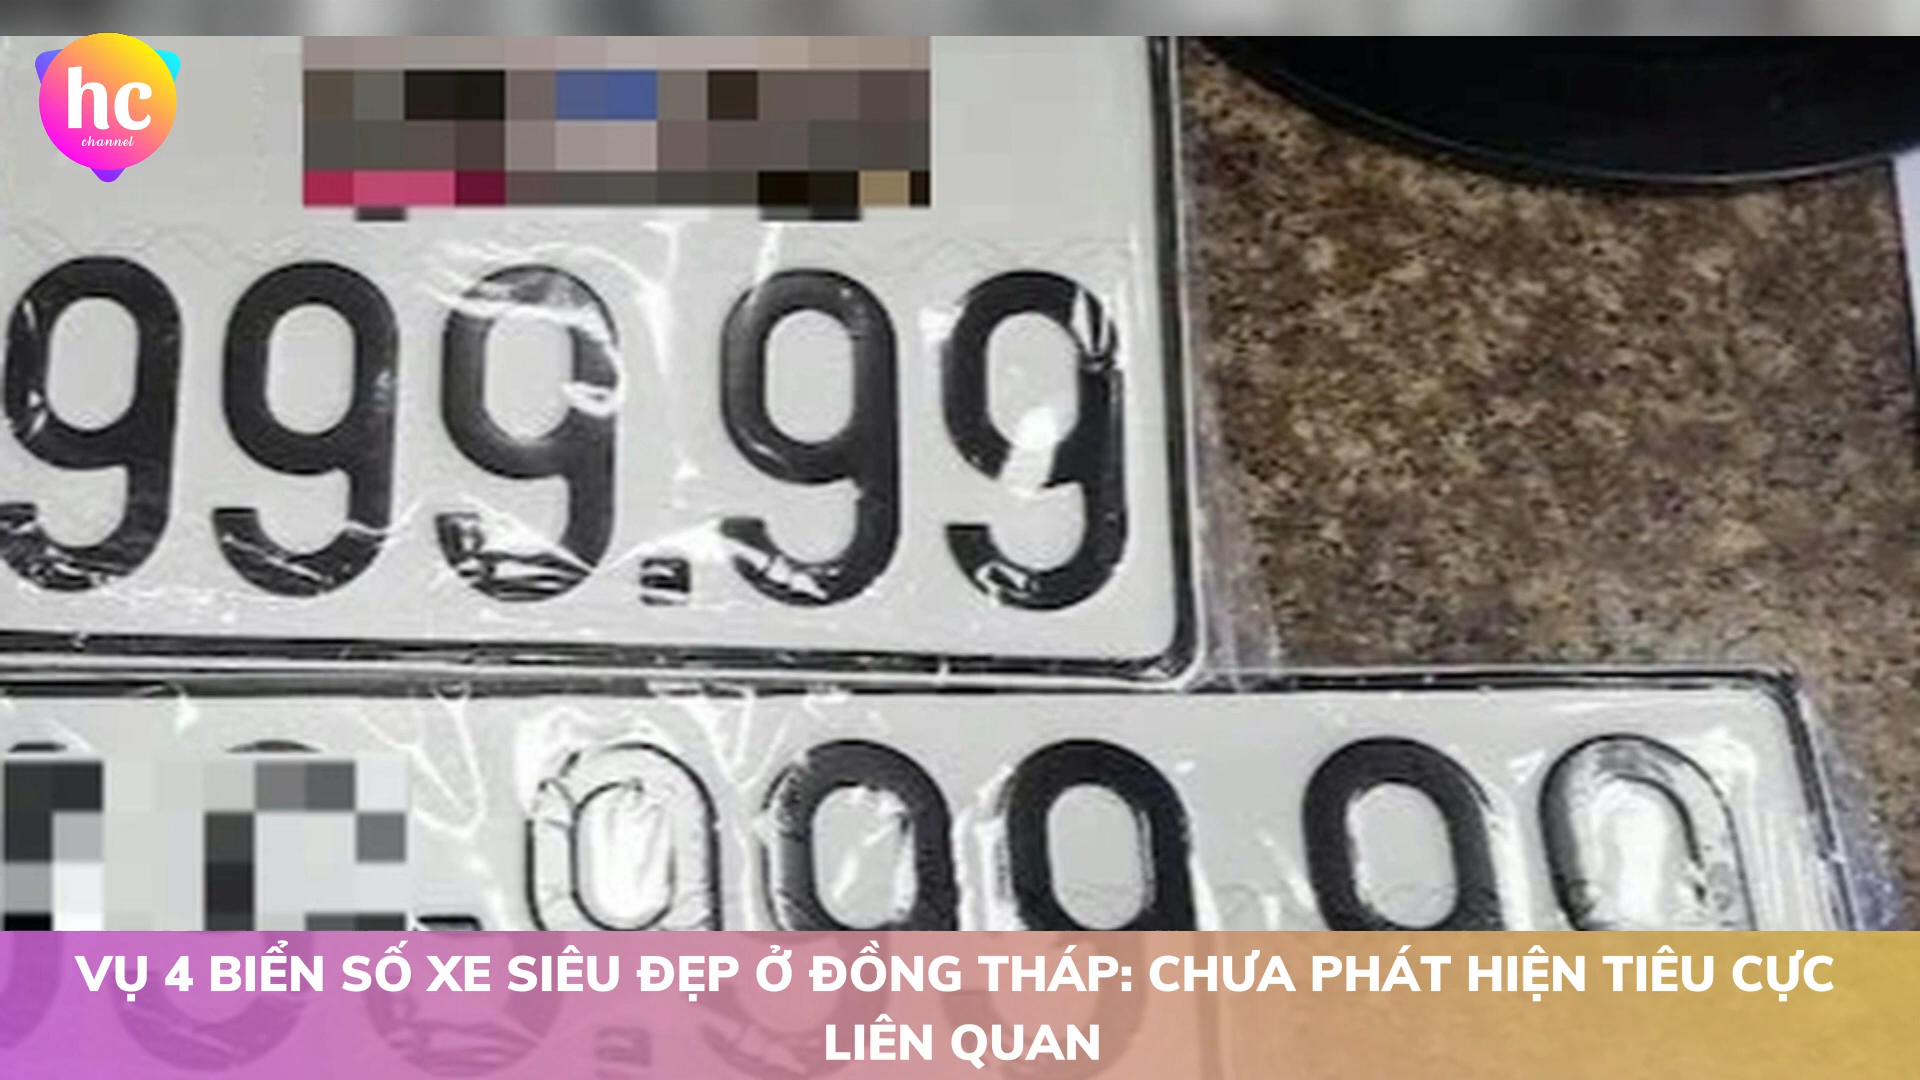 hc
channel
999.99
999.99
VỤ 4 BIỂN SỐ XE SIÊU ĐẸP Ở ĐỒNG THÁP: CHƯA PHÁT HIỆN TIÊU CỰC
LIÊN QUAN